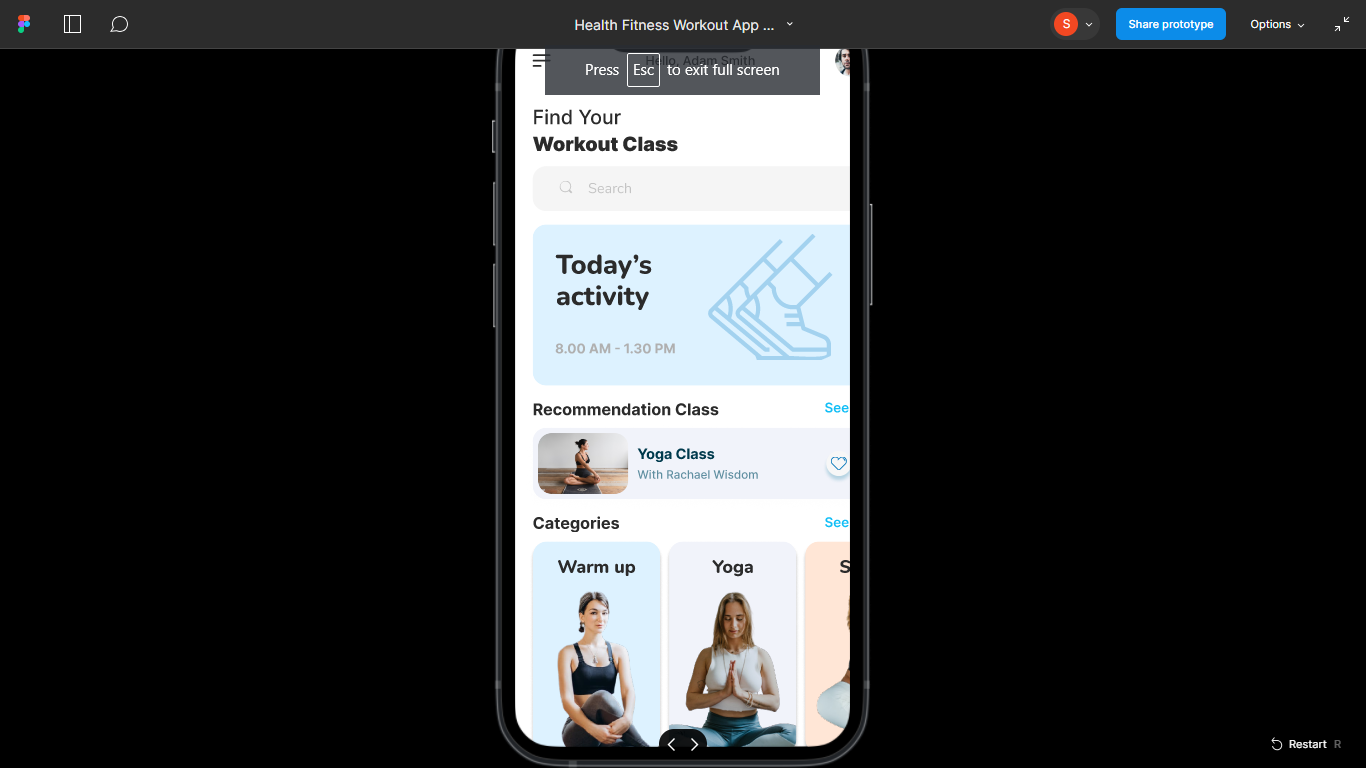 Health Fitness Workout App ...
S
Share prototype
Options
Hello, Adam Smith
Press Esc to exit full screen
Find Your
Workout Class
Search
Today’s
activity
8.00 AM - 1.30 PM
Recommendation Class
See
Yoga Class
With Rachael Wisdom
Categories
See
Warm up
Yoga
S
Restart R